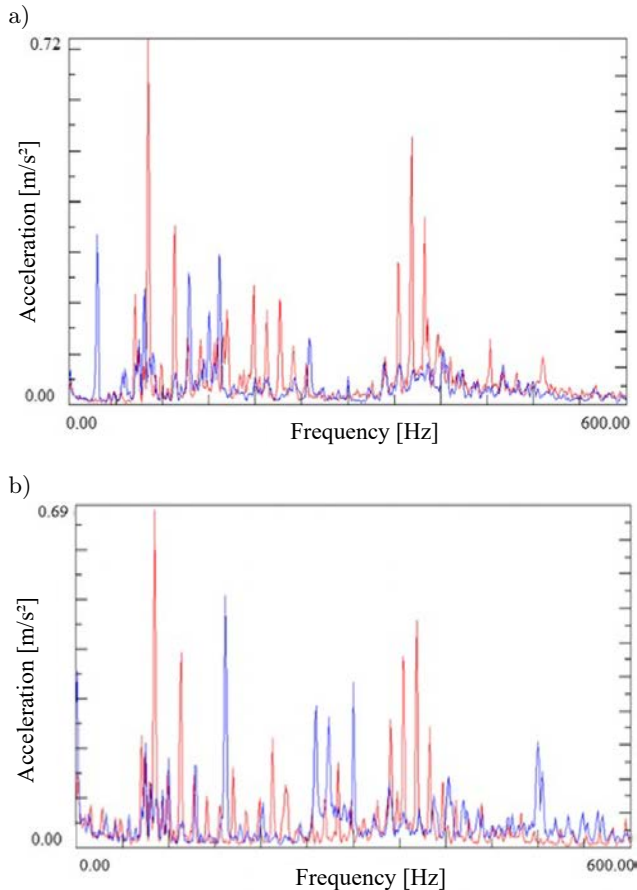 a)
0.72
Acceleration [m/s²]
0.00
0.00
600.00
Frequency [Hz]
b)
0.69
Acceleration [m/s²]
0.00
0.00
600.00
Frequency [Hz]